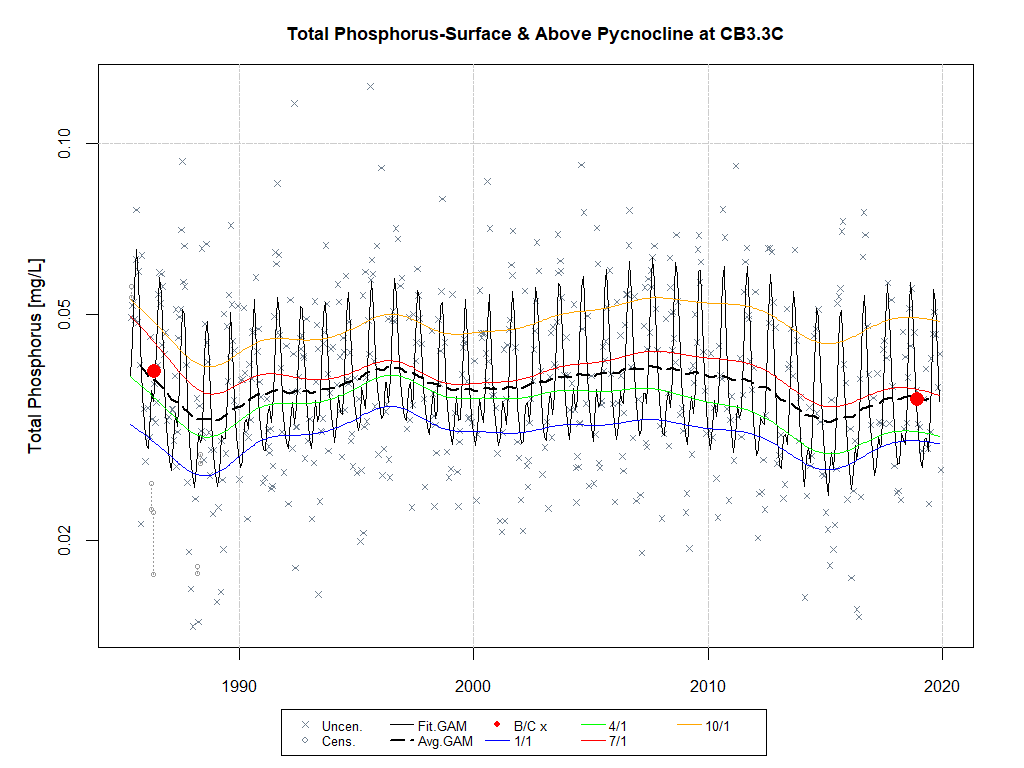 Total Phosphorus-Surface & Above Pycnocline at CB3.3C
Total Phosphorus [mg/L]
0.10
0.05
0.02
1990 2000 2010 2020
Uncen. Fit.GAM B/C x 4/1 10/1
Cens. Avg.GAM 1/1 7/1